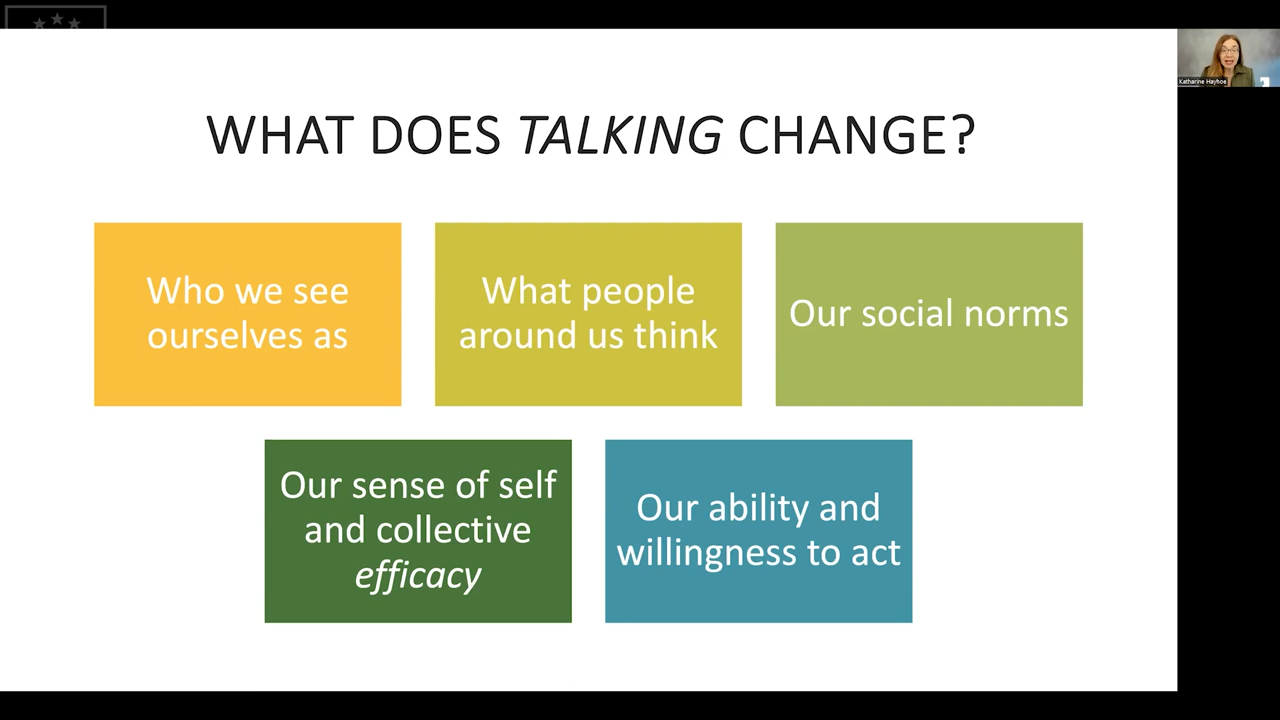 WHAT DOES TALKING CHANGE?
Katharine Hayhoe
Who we see
ourselves as
What people
around us think
Our social norms
Our sense of self
and collective
efficacy
Our ability and
willingness to act